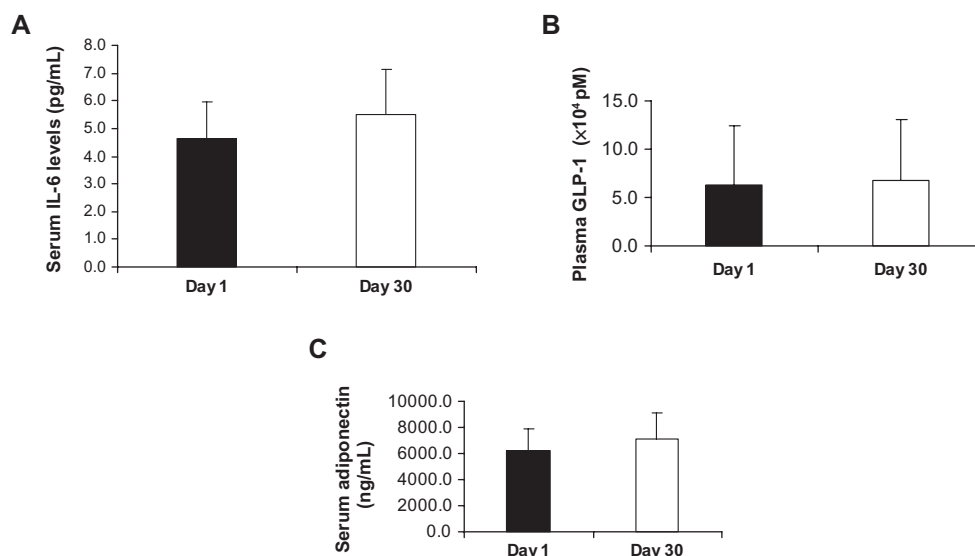 A
Serum IL-6 levels (pg/mL)
8.0
7.0
6.0
5.0
4.0
3.0
2.0
1.0
0.0
Day 1
Day 30
B
Plasma GLP-1 (×10⁴ pM)
15.0
10.0
5.0
0.0
Day 1
Day 30
C
Serum adiponectin
(ng/mL)
10000.0
8000.0
6000.0
4000.0
2000.0
0.0
Day 1
Day 30